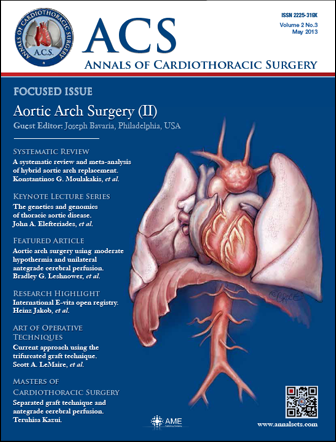 ISSN 2225-319X
Volume 2 No.3
May 2013
A.C.S.
ACS
ANNALS OF CARDIOTHORACIC SURGERY
FOCUSED ISSUE
Aortic Arch Surgery (II)
Guest Editor: Joseph Bavaria, Philadelphia, USA
SYSTEMATIC REVIEW
A systematic review and meta-analysis
of hybrid aortic arch replacement.
Konstantinos G. Moulakakis, et al.
KEYNOTE LECTURE SERIES
The genetics and genomics
of thoracic aortic disease.
John A. Elefteriades, et al.
FEATURED ARTICLE
Aortic arch surgery using moderate
hypothermia and unilateral
antegrade cerebral perfusion.
Bradley G. Leshnower, et al.
RESEARCH HIGHLIGHT
International E-vita open registry.
Heinz Jakob, et al.
ART OF OPERATIVE
TECHNIQUES
Current approach using the
trifurcated graft technique.
Scott A. LeMaire, et al.
MASTERS OF
CARDIOTHORACIC SURGERY
Separated graft technique and
antegrade cerebral perfusion.
Teruhisa Kazui.
AME
www.annalscts.com